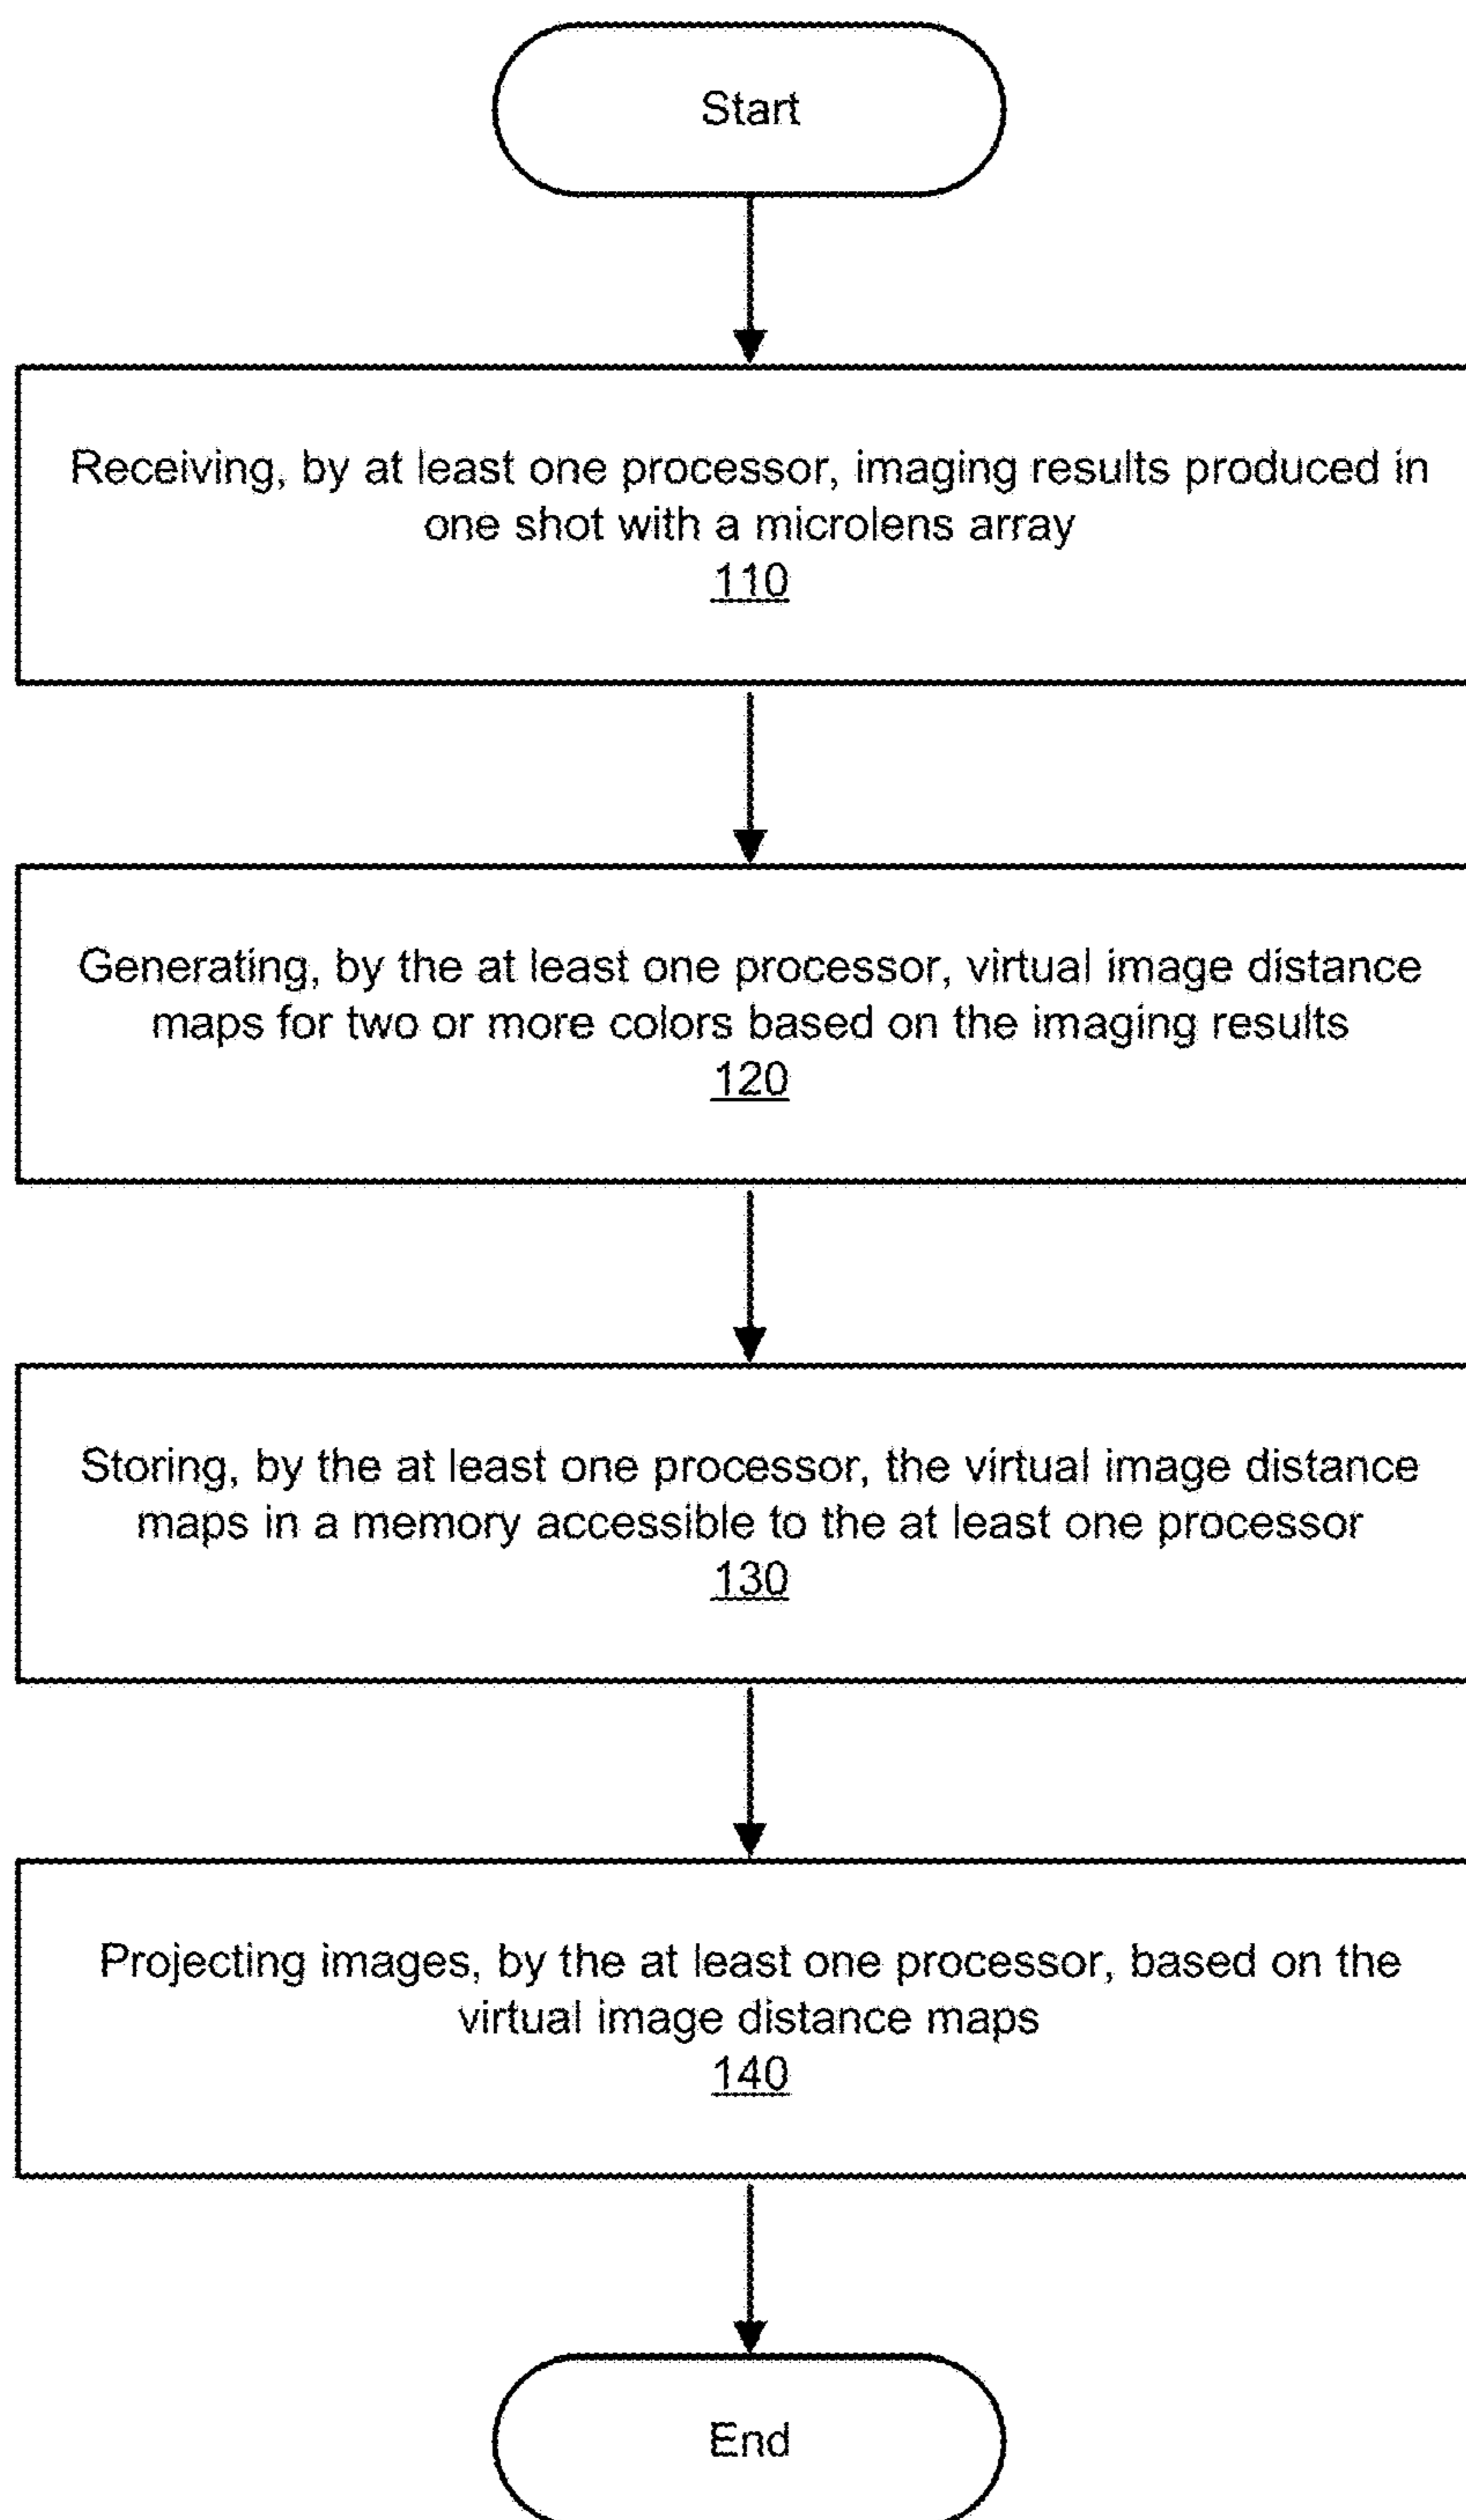 Start
Receiving, by at least one processor, imaging results produced in
one shot with a microlens array
110
Generating, by the at least one processor, virtual image distance
maps for two or more colors based on the imaging results
120
Storing, by the at least one processor, the virtual image distance
maps in a memory accessible to the at least one processor
130
Projecting images, by the at least one processor, based on the
virtual image distance maps
140
End